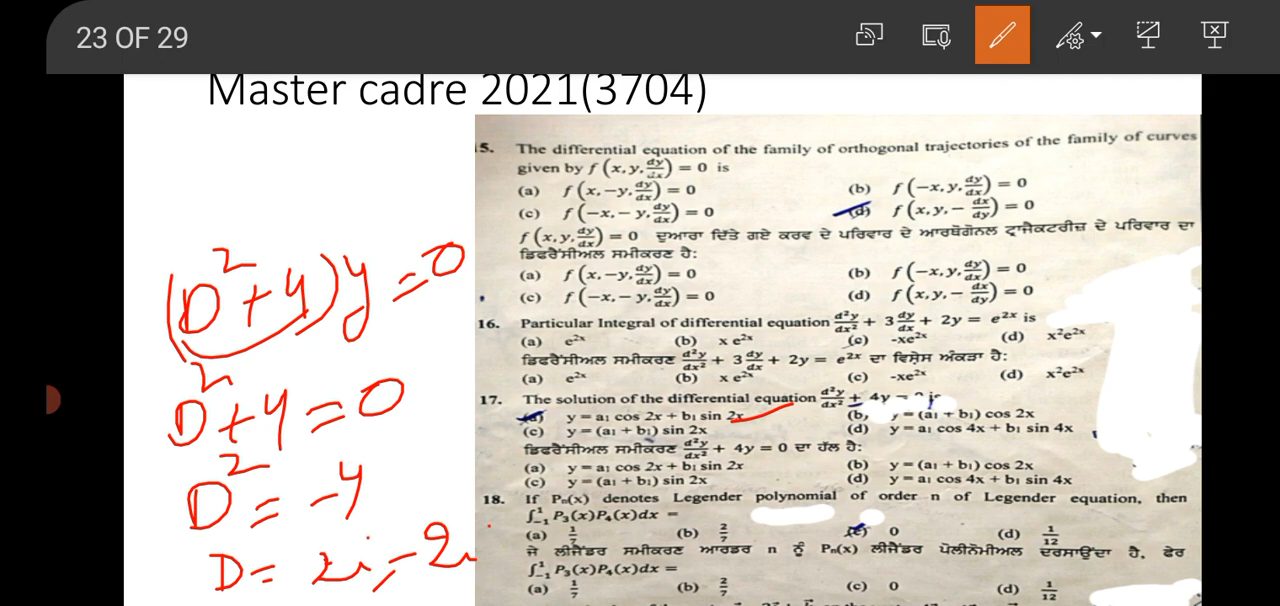 23 OF 29
Master cadre 2021(3704)
(D²+4)y=0
D²+4=0
D²=-4
D= 2i,-2i
15. The differential equation of the family of orthogonal trajectories of the family of curves
given by f (x, y, dy/dx) = 0 is
(a) f (x, −y, dy/dx) = 0 (b) f (−x, y, dy/dx) = 0
(c) f (−x, − y, dy/dx) = 0 (d) f (x, y, − dx/dy) = 0
f (x, y, dy/dx) = 0 ਦੁਆਰਾ ਦਿੱਤੇ ਗਏ ਕਰਵ ਦੇ ਪਰਿਵਾਰ ਦੇ ਆਰਥੋਗੋਨਲ ਟ੍ਰਾਜੈਕਟਰੀਜ਼ ਦੇ ਪਰਿਵਾਰ ਦਾ
ਡਿਫਰੈਂਸੀਅਲ ਸਮੀਕਰਣ ਹੈ:
(a) f (x, −y, dy/dx) = 0 (b) f (−x, y, dy/dx) = 0
(c) f (−x, − y, dy/dx) = 0 (d) f (x, y, − dx/dy) = 0
16. Particular Integral of differential equation d²y/dx² + 3 dy/dx + 2y = e²ˣ is
(a) e²ˣ (b) x e²ˣ (c) -xe²ˣ (d) x²e²ˣ
ਡਿਫਰੈਂਸੀਅਲ ਸਮੀਕਰਣ d²y/dx² + 3 dy/dx + 2y = e²ˣ ਦਾ ਵਿਸ਼ੇਸ ਅੰਕੜਾ ਹੈ:
(a) e²ˣ (b) x e²ˣ (c) -xe²ˣ (d) x²e²ˣ
17. The solution of the differential equation d²y/dx² + 4y
(a) y = a₁ cos 2x + b₁ sin 2x (b) y = (a₁ + b₁) cos 2x
(c) y = (a₁ + b₁) sin 2x (d) y = a₁ cos 4x + b₁ sin 4x
ਡਿਫਰੈਂਸੀਅਲ ਸਮੀਕਰਣ d²y/dx² + 4y = 0 ਦਾ ਹੱਲ ਹੈ:
(a) y = a₁ cos 2x + b₁ sin 2x (b) y = (a₁ + b₁) cos 2x
(c) y = (a₁ + b₁) sin 2x (d) y = a₁ cos 4x + b₁ sin 4x
18. If Pₙ(x) denotes Legender polynomial of order n of Legender equation, then
∫₋₁¹ P₃(x)P₄(x)dx =
(a) 1/7 (b) 2/7 (c) 0 (d) 1/12
ਜੇ ਲੀਜੈਂਡਰ ਸਮੀਕਰਣ ਆਰਡਰ n ਨੂੰ Pₙ(x) ਲੀਜੈਂਡਰ ਪੋਲੀਨੋਮੀਅਲ ਦਰਸਾਉਂਦਾ ਹੈ, ਫੇਰ
∫₋₁¹ P₃(x)P₄(x)dx =
(a) 1/7 (b) 2/7 (c) 0 (d) 1/12